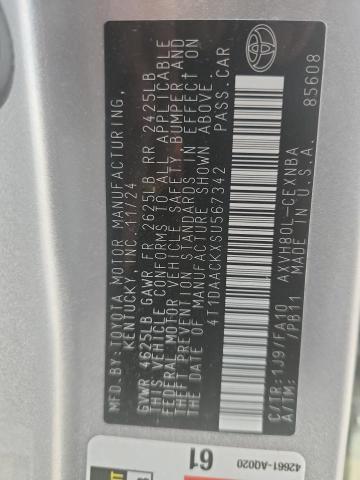 MFD.BY: TOYOTA MOTOR MANUFACTURING,
KENTUCKY, INC. 11/24
GVWR 4625LB GAWR FR 2625LB RR 2425LB
THIS VEHICLE CONFORMS TO ALL APPLICABLE
FEDERAL MOTOR VEHICLE SAFETY, BUMPER, AND
THEFT PREVENTION STANDARDS IN EFFECT ON
THE DATE OF MANUFACTURE SHOWN ABOVE.
4T1DAACKXSU567342 PASS.CAR
C/TR: 1J9/FA10 AXVH80L-CEXNBA
A/TM: /PB11 MADE IN U.S.A. 85608
42661-AQ020
61